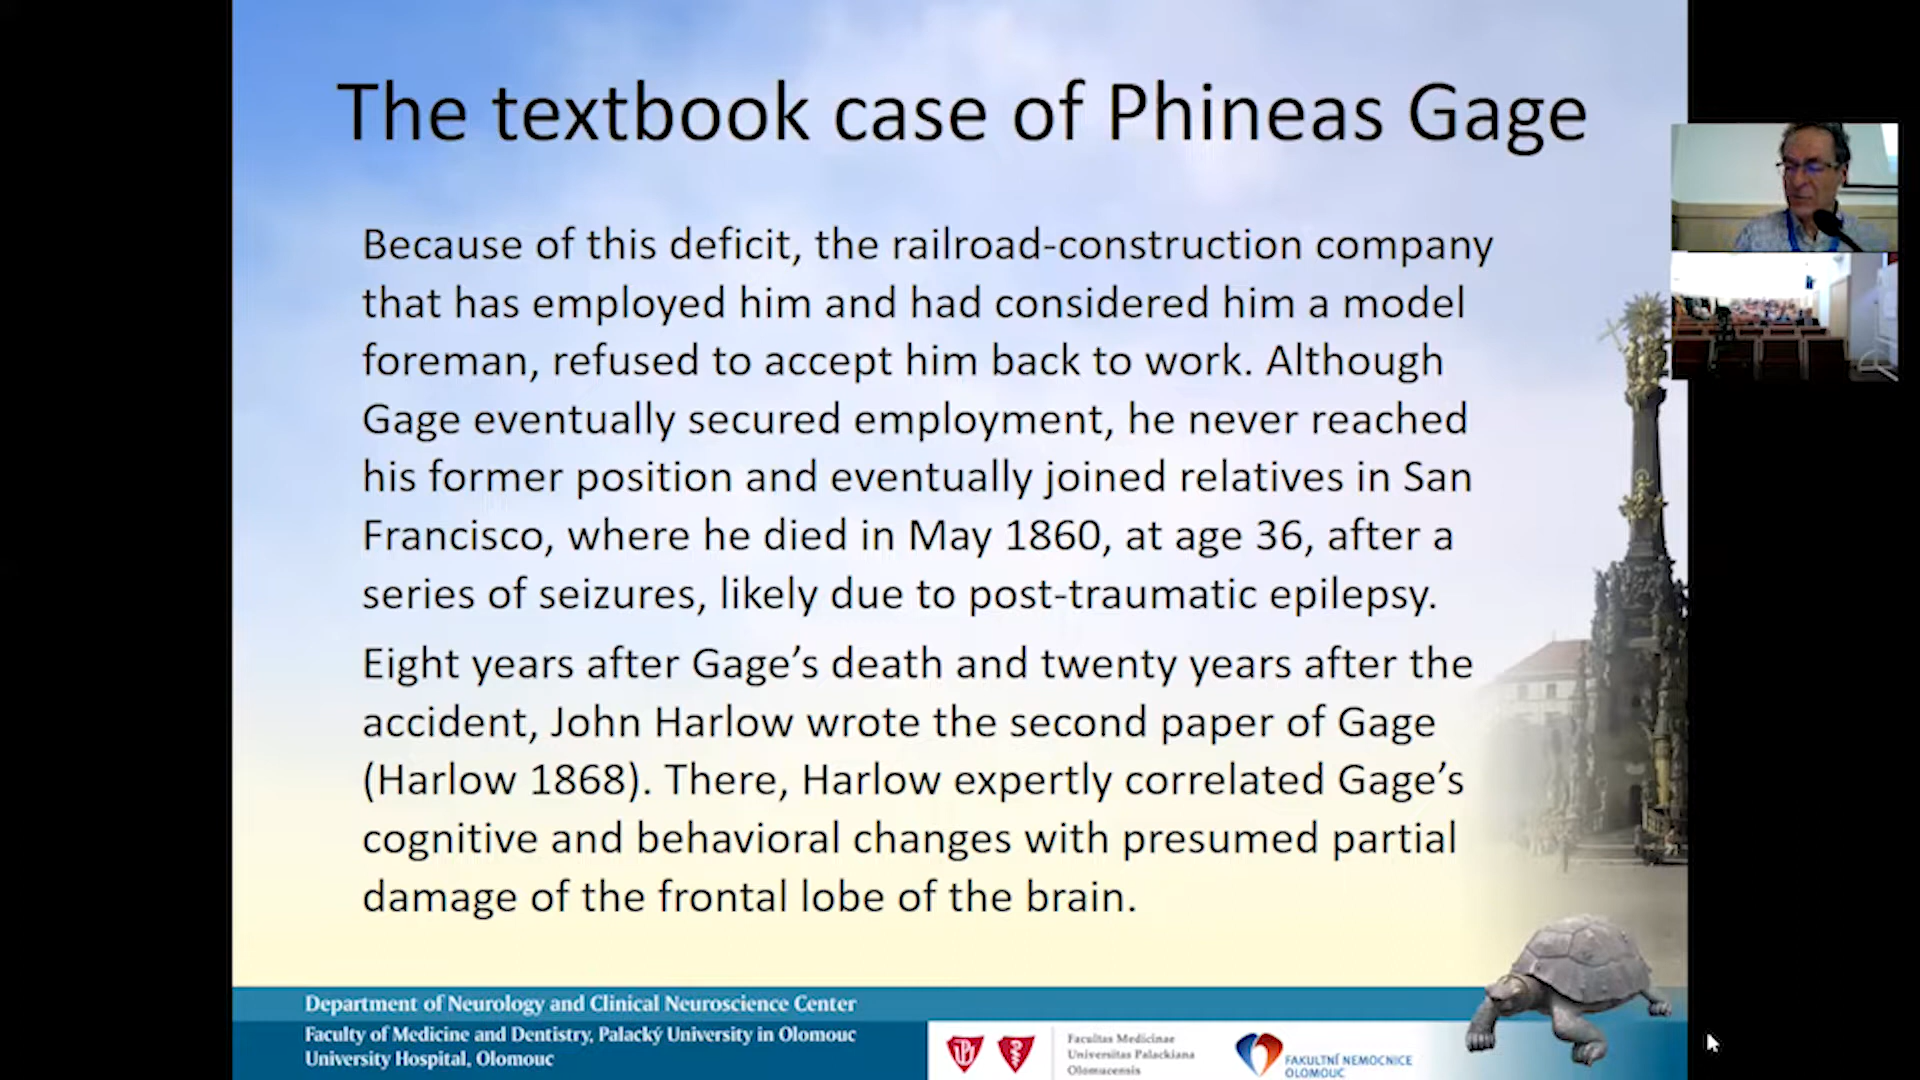 The textbook case of Phineas Gage
Because of this deficit, the railroad-construction company
that has employed him and had considered him a model
foreman, refused to accept him back to work. Although
Gage eventually secured employment, he never reached
his former position and eventually joined relatives in San
Francisco, where he died in May 1860, at age 36, after a
series of seizures, likely due to post-traumatic epilepsy.
Eight years after Gage’s death and twenty years after the
accident, John Harlow wrote the second paper of Gage
(Harlow 1868). There, Harlow expertly correlated Gage’s
cognitive and behavioral changes with presumed partial
damage of the frontal lobe of the brain.
Department of Neurology and Clinical Neuroscience Center
Faculty of Medicine and Dentistry, Palacký University in Olomouc
University Hospital, Olomouc
Facultas Medicinae
Universitas Palackiana
Olomucensis
FAKULTNÍ NEMOCNICE
OLOMOUC